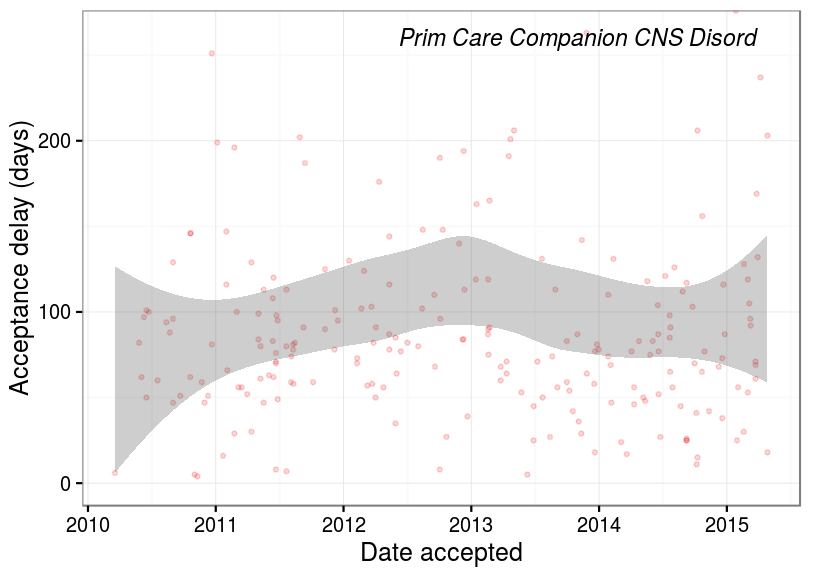 Prim Care Companion CNS Disord
Acceptance delay (days)
200
100
0
2010 2011 2012 2013 2014 2015
Date accepted